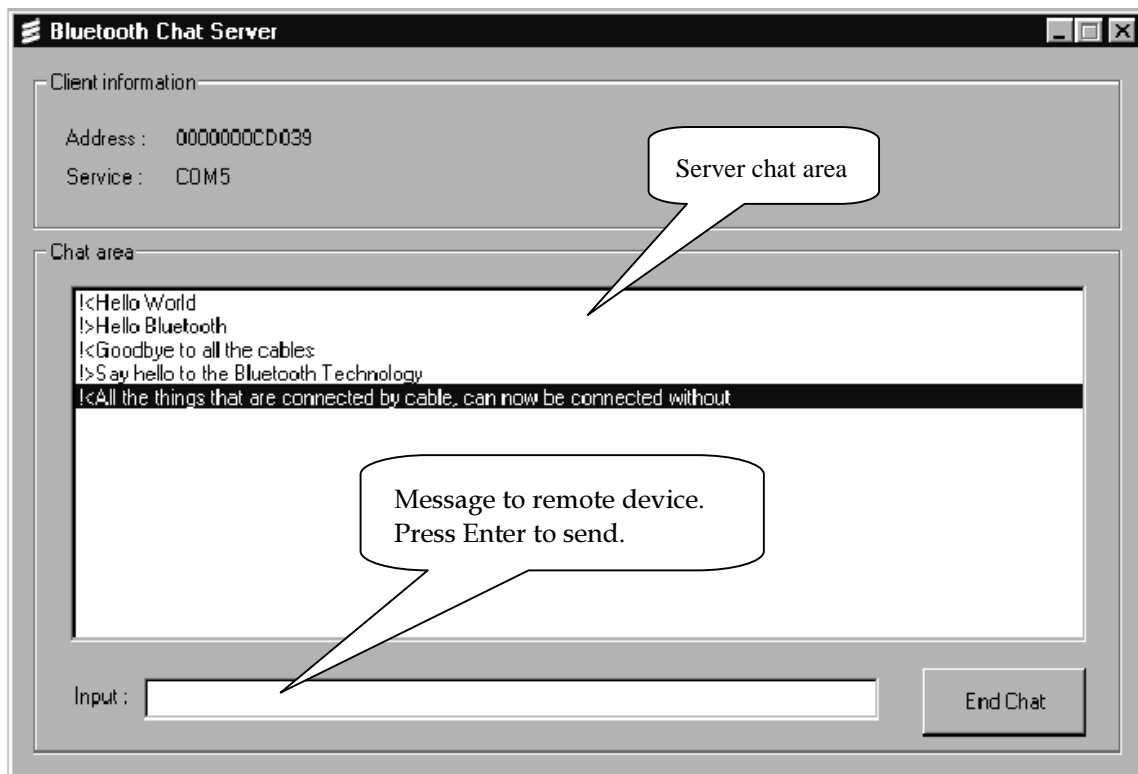 Bluetooth Chat Server
Client information
Address : 0000000CD039
Service : COM5
Server chat area
Chat area
!<Hello World
!>Hello Bluetooth
!<Goodbye to all the cables
!>Say hello to the Bluetooth Technology
!<All the things that are connected by cable, can now be connected without
Message to remote device.
Press Enter to send.
Input :
End Chat